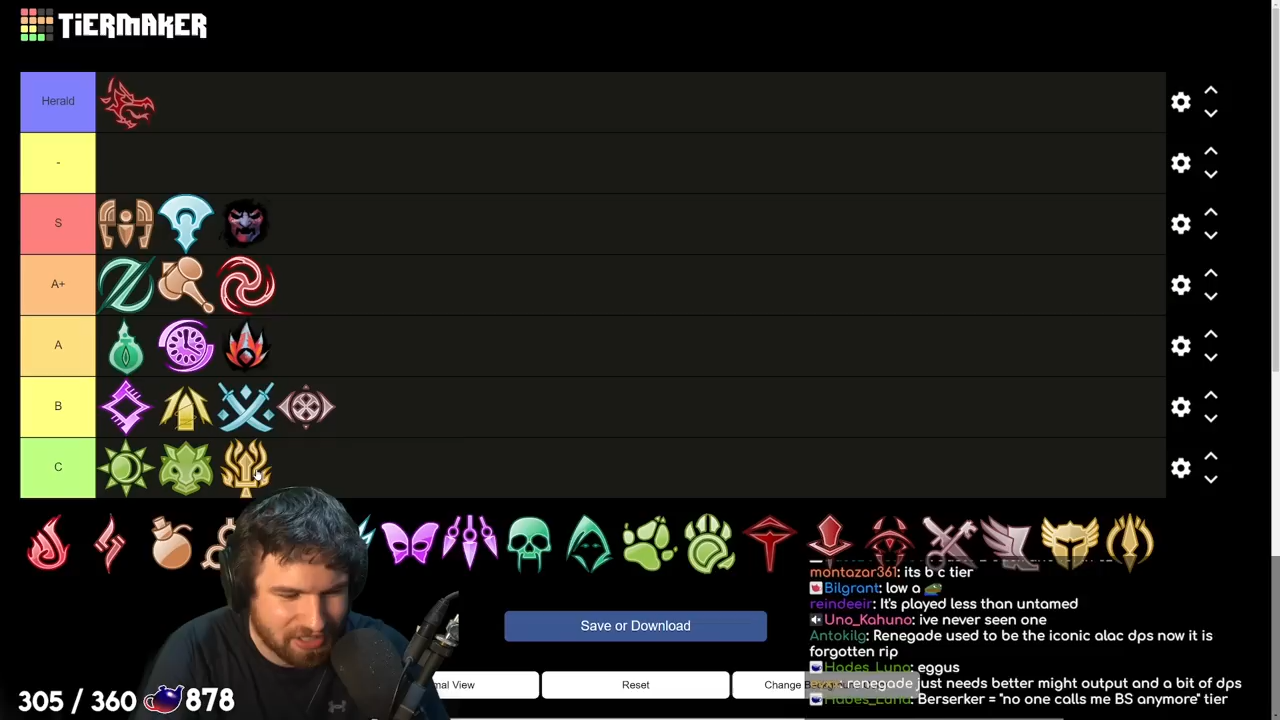 TiERMAKER
Herald
-
S
A+
A
B
C
montazar361: its b c tier
Bilgrant: low a
reindeeir: It's played less than untamed
Uno_Kahuno: ive never seen one
Antokilg: Renegade used to be the iconic alac dps now it is
forgotten rip
Hades_Luna: eggus
renegade just needs better might output and a bit of dps
Hades_Luna: Berserker = "no one calls me BS anymore" tier
Save or Download
View
Reset
Change
305 / 360
878